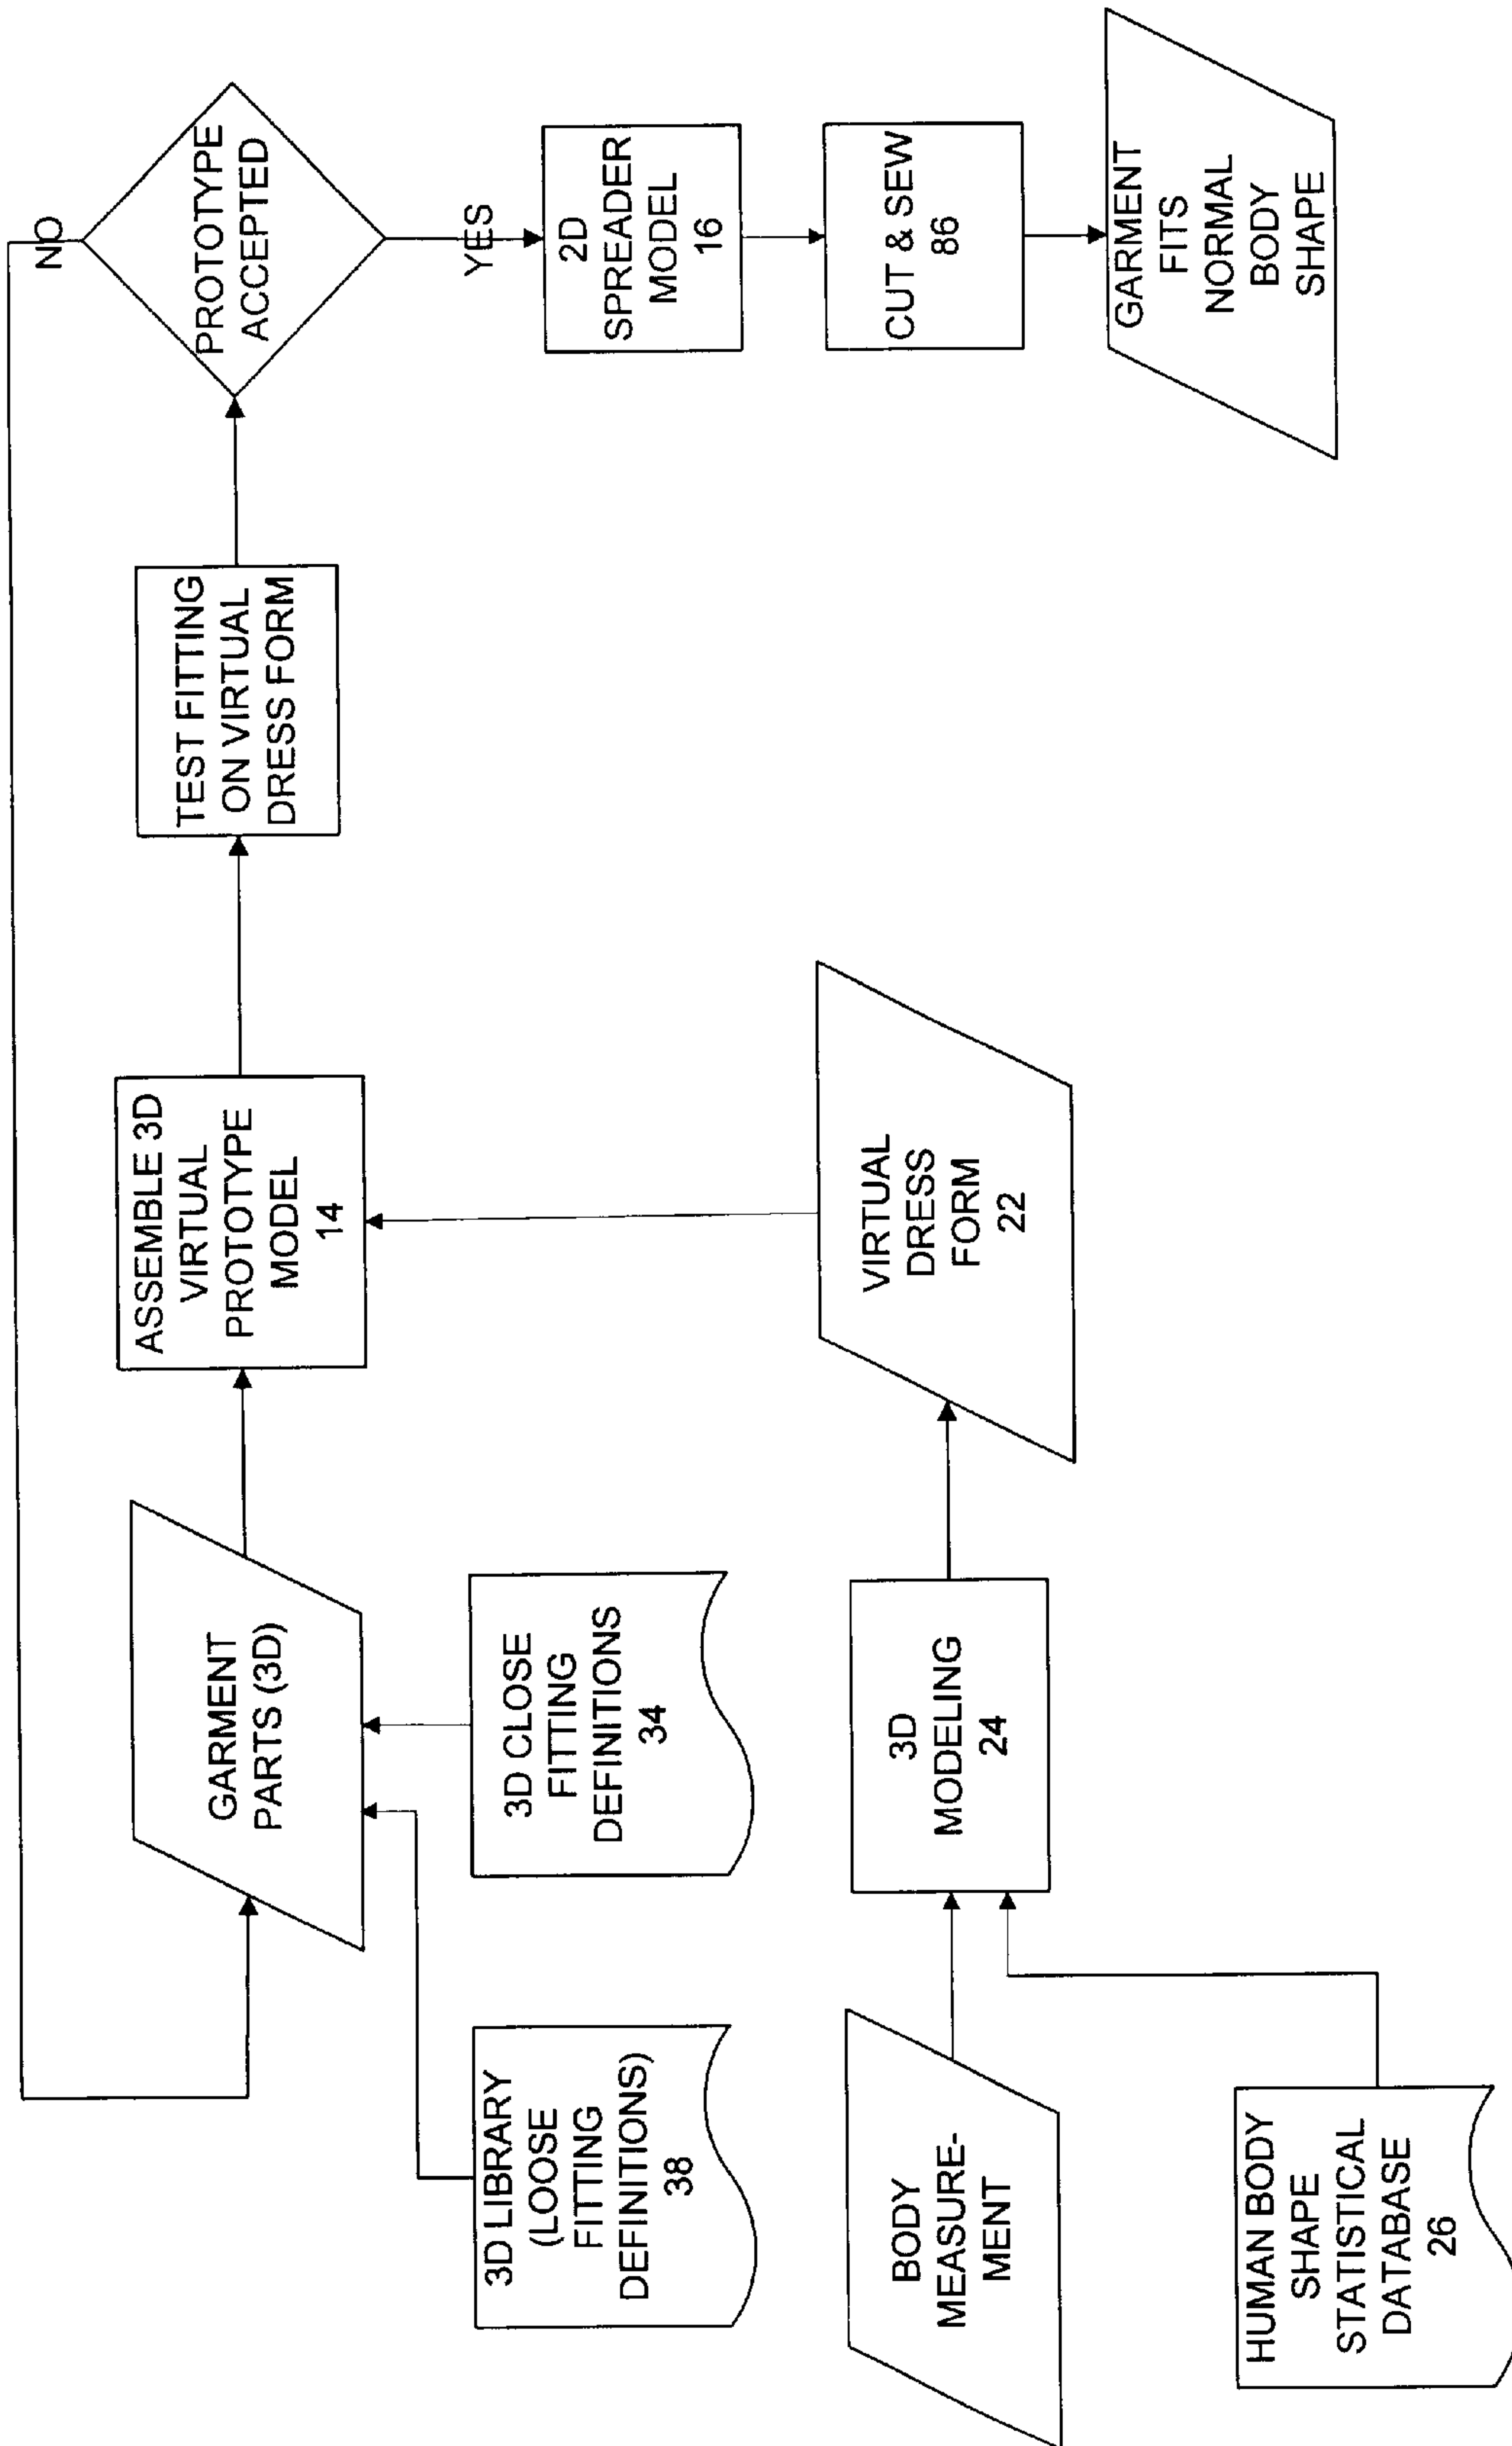 NO
GARMENT
PARTS (3D)
ASSEMBLE 3D
VIRTUAL
PROTOTYPE
MODEL
14
TEST FITTING
ON VIRTUAL
DRESS FORM
PROTOTYPE
ACCEPTED
YES
3D LIBRARY
(LOOSE
FITTING
DEFINITIONS)
38
3D CLOSE
FITTING
DEFINITIONS
34
2D
SPREADER
MODEL
16
BODY
MEASURE-
MENT
3D
MODELING
24
VIRTUAL
DRESS
FORM
22
CUT & SEW
86
HUMAN BODY
SHAPE
STATISTICAL
DATABASE
26
GARMENT
FITS
NORMAL
BODY
SHAPE